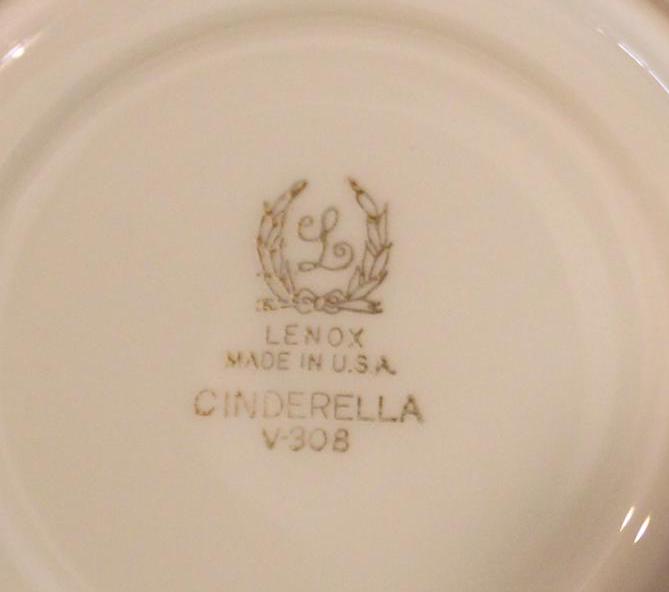 L
LENOX
MADE IN U.S.A.
CINDERELLA
V-308